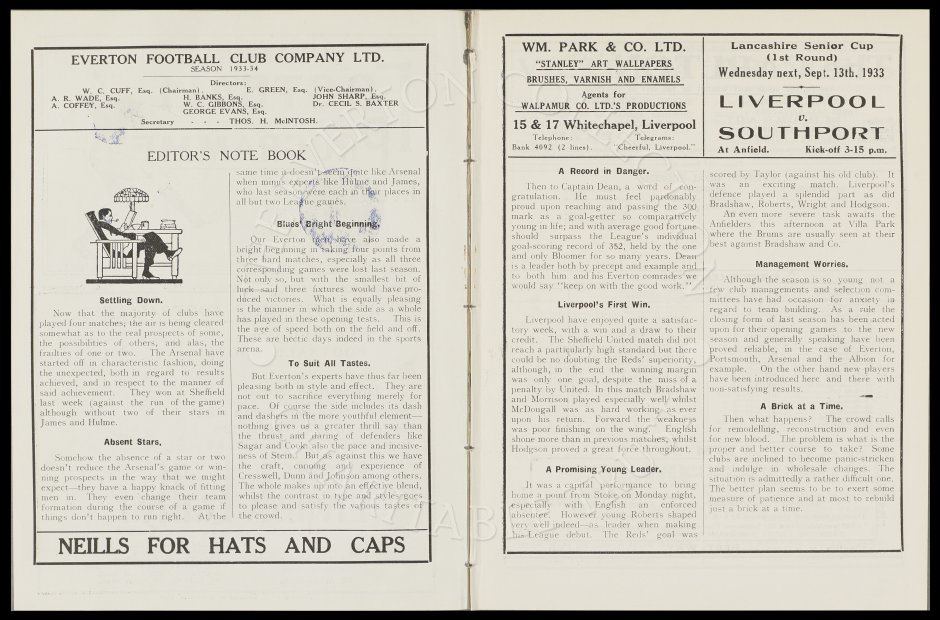 EVERTON FOOTBALL CLUB COMPANY LTD.
SEASON 1933-34
Directors:
W. C. CUFF, Esq. (Chairman). E. GREEN, Esq. (Vice-Chairman).
A. R. WADE, Esq. H. BANKS, Esq. JOHN SHARP, Esq.
A. COFFEY, Esq. W. C. GIBBONS, Esq. Dr. CECIL S. BAXTER
GEORGE EVANS, Esq.
Secretary - - - THOS. H. McINTOSH.
EDITOR'S NOTE BOOK
Settling Down.
Now that the majority of clubs have
played four matches; the air is being cleared
somewhat as to the real prospects of some,
the possibilities of others, and alas, the
frailties of one or two. The Arsenal have
started off in characteristic fashion, doing
the unexpected, both in regard to results
achieved, and in respect to the manner of
said achievement. They won at Sheffield
last week (against the run of the game)
although without two of their stars in
James and Hulme.
Absent Stars,
Somehow the absence of a star or two
doesn't reduce the Arsenal's game or win-
ning prospects in the way that we might
expect—they have a happy knack of fitting
men in. They even change their team
formation during the course of a game if
things don't happen to run right. At the
same time it doesn't seem quite like Arsenal
when minus experts like Hulme and James,
who last season were each in their places in
all but two League games.
Blues' Bright Beginning.
Our Everton have also made a
bright beginning in taking four points from
three hard matches, especially as all three
corresponding games were lost last season.
Not only so, but with the smallest bit of
luck said three fixtures would have pro-
duced victories. What is equally pleasing
is the manner in which the side as a whole
has played in these opening tests. This is
the age of speed both on the field and off.
These are hectic days indeed in the sports
arena.
To Suit All Tastes.
But Everton's experts have thus far been
pleasing both in style and effect. They are
not out to sacrifice everything merely for
pace. Of course the side includes its dash
and dashers in the more youthful element—
nothing gives us a greater thrill say than
the thrust and daring of defenders like
Sagar and Cook, also the pace and incisive-
ness of Stein. But as against this we have
the craft, cunning and experience of
Cresswell, Dunn and Johnson among others.
The whole makes up into an effective blend,
whilst the contrast in type and styles goes
to please and satisfy the various tastes of
the crowd.
NEILLS FOR HATS AND CAPS
WM. PARK & CO. LTD.
"STANLEY" ART WALLPAPERS
BRUSHES, VARNISH AND ENAMELS
Agents for
WALPAMUR CO. LTD.'S PRODUCTIONS
15 & 17 Whitechapel, Liverpool
Telephone: Telegrams:
Bank 4092 (2 lines). "Cheerful, Liverpool."
Lancashire Senior Cup
(1st Round)
Wednesday next, Sept. 13th, 1933
LIVERPOOL
v.
SOUTHPORT
At Anfield. Kick-off 3-15 p.m.
A Record in Danger.
Then to Captain Dean, a word of con-
gratulation. He must feel pardonably
proud upon reaching and passing the 300
mark as a goal-getter so comparatively
young in life; and with average good fortune
should surpass the League's individual
goal-scoring record of 352, held by the one
and only Bloomer for so many years. Dean
is a leader both by precept and example and
to both him and his Everton comrades we
would say "keep on with the good work."
Liverpool's First Win.
Liverpool have enjoyed quite a satisfac-
tory week, with a win and a draw to their
credit. The Sheffield United match did not
reach a particularly high standard but there
could be no doubting the Reds' superiority,
although, in the end the winning margin
was only one goal, despite the miss of a
penalty by United. In this match Bradshaw
and Morrison played especially well, whilst
McDougall was as hard working as ever
upon his return. Forward the weakness
was poor finishing on the wing. English
shone more than in previous matches, whilst
Hodgson proved a great force throughout.
A Promising Young Leader.
It was a capital performance to bring
home a point from Stoke on Monday night,
especially with English an enforced
absentee. However young Roberts shaped
very well indeed—as leader when making
his League debut. The Reds' goal was
scored by Taylor (against his old club). It
was an exciting match. Liverpool's
defence played a splendid part as did
Bradshaw, Roberts, Wright and Hodgson.
An even more severe task awaits the
Anfielders this afternoon at Villa Park
where the Brums are usually seen at their
best against Bradshaw and Co.
Management Worries.
Although the season is so young not a
few club managements and selection com-
mittees have had occasion for anxiety in
regard to team building. As a rule the
closing form of last season has been acted
upon for their opening games to the new
season and generally speaking have been
proved reliable, in the case of Everton,
Portsmouth, Arsenal and the Albion for
example. On the other hand new players
have been introduced here and there with
non-satisfying results.
A Brick at a Time.
Then what happens? The crowd calls
for remodelling, reconstruction and even
for new blood. The problem is what is the
proper and better course to take? Some
clubs are inclined to become panic-stricken
and indulge in wholesale changes. The
situation is admittedly a rather difficult one.
The better plan seems to be to exert some
measure of patience and at most to rebuild
just a brick at a time.